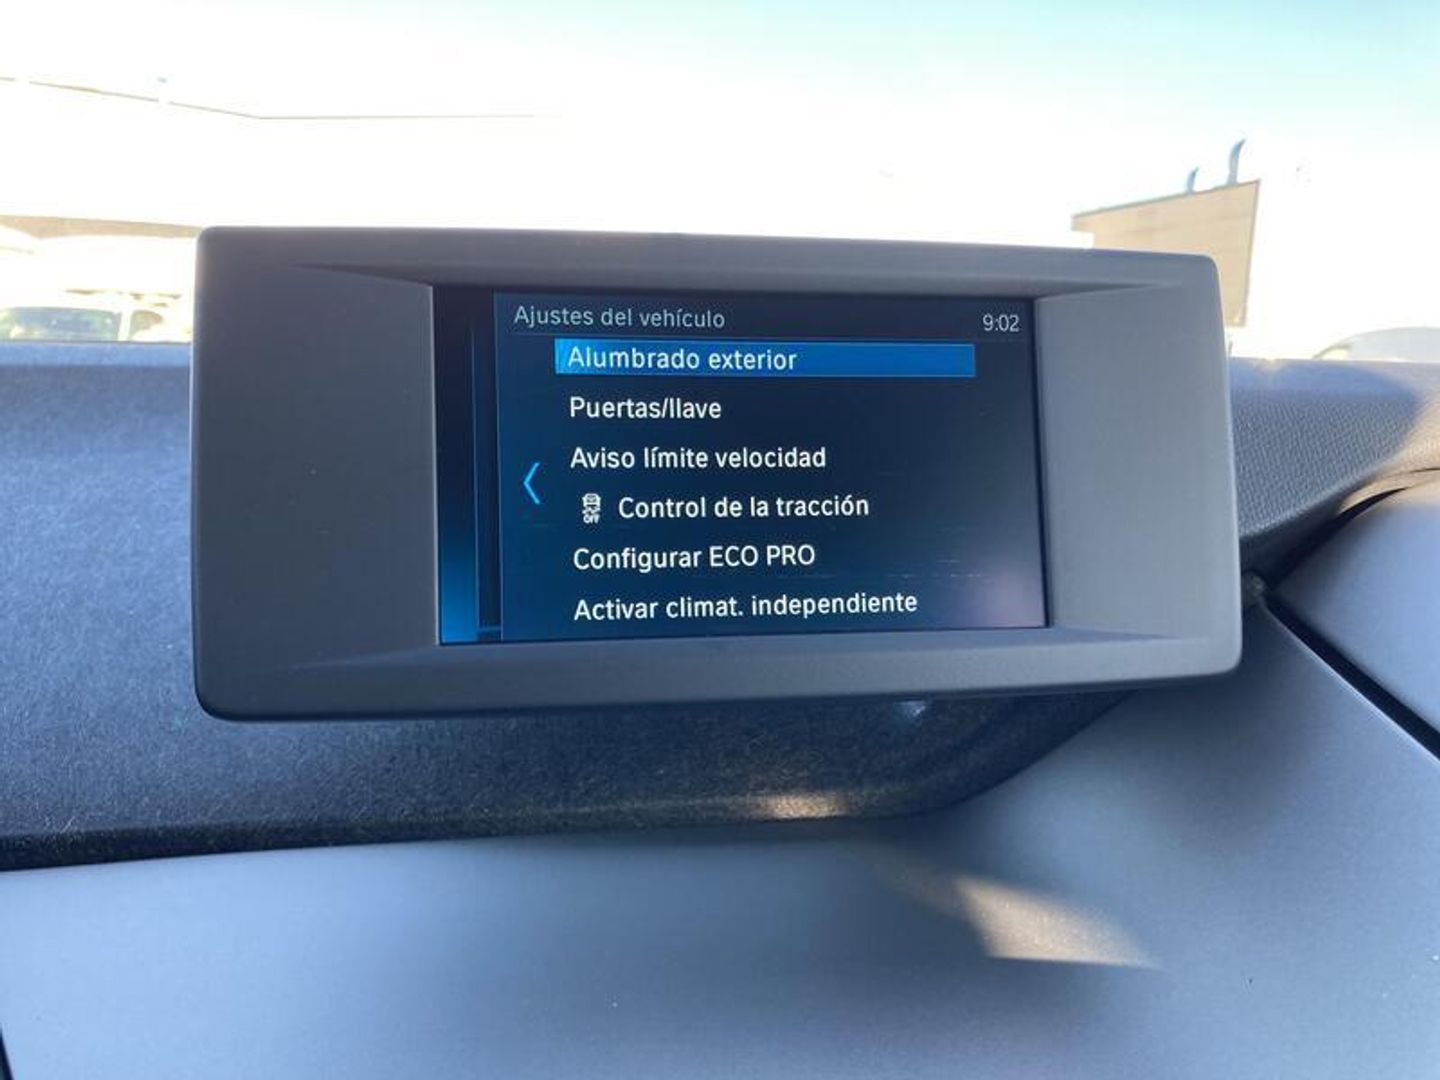 Ajustes del vehículo
9:02
Alumbrado exterior
Puertas/llave
Aviso límite velocidad
OFF Control de la tracción
Configurar ECO PRO
Activar climat. independiente